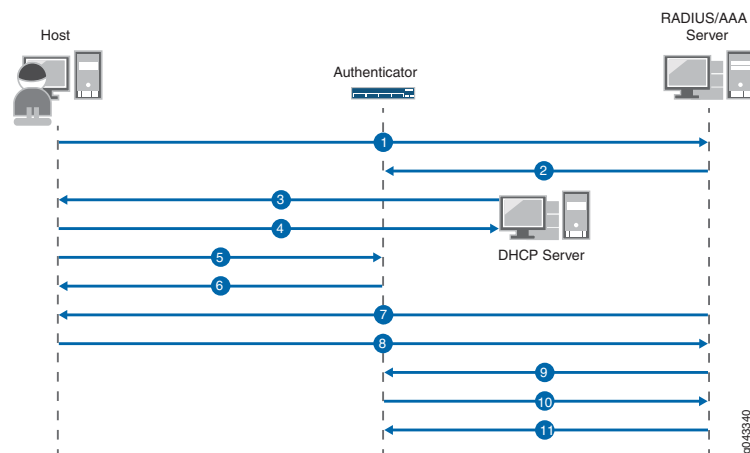 RADIUS/AAA
Server
Host
Authenticator
1
2
3
4
DHCP Server
5
6
7
8
9
10
11
g043340